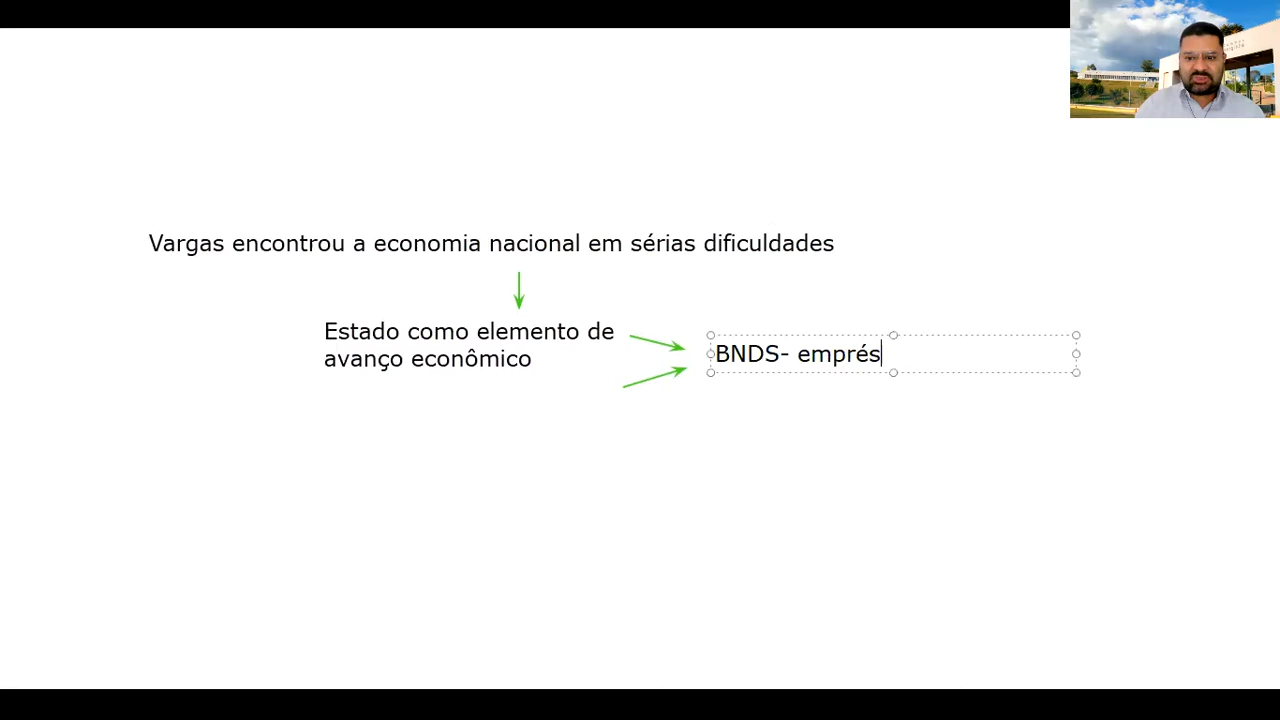 Vargas encontrou a economia nacional em sérias dificuldades
Estado como elemento de
avanço econômico
BNDS- emprés